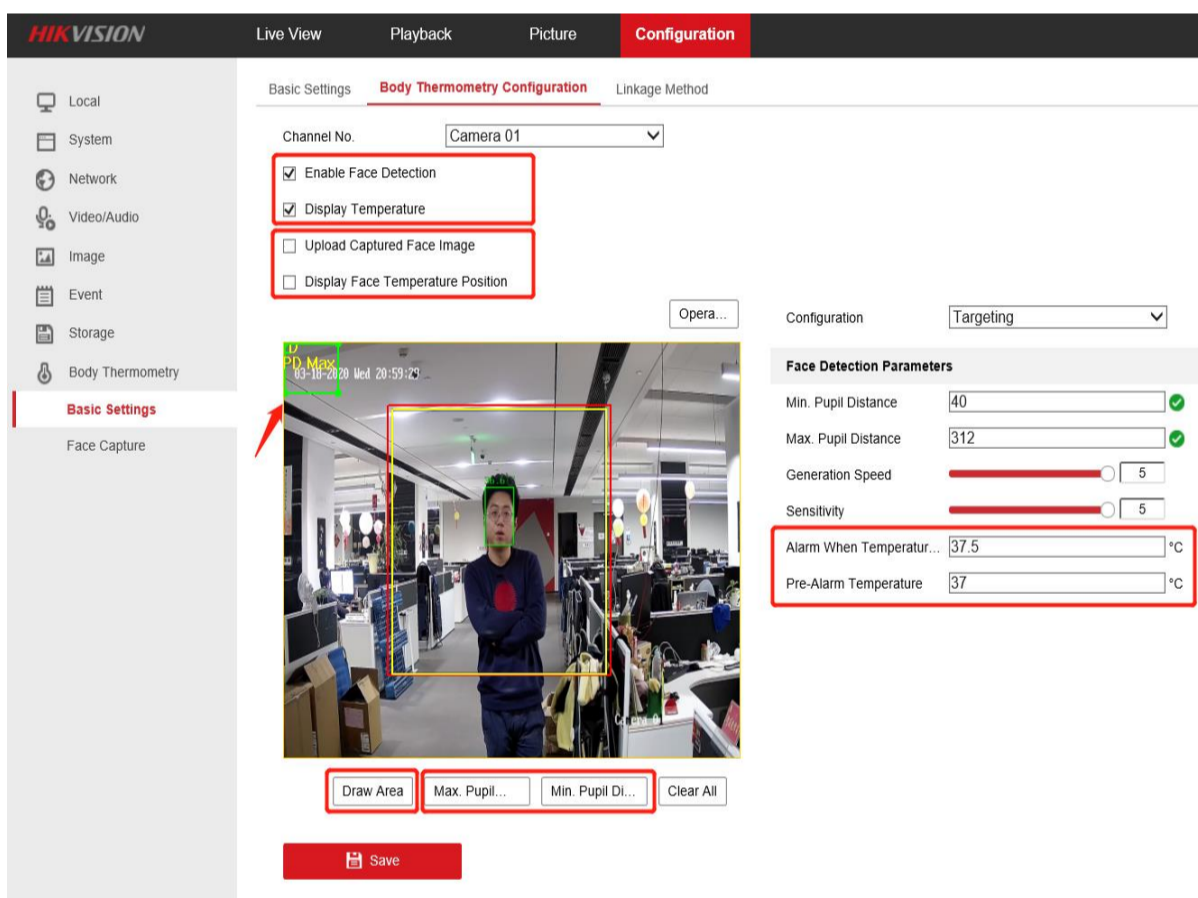 HIKVISION
Live View
Playback
Picture
Configuration
Local
System
Network
Video/Audio
Image
Event
Storage
Body Thermometry
Basic Settings
Face Capture
Basic Settings
Body Thermometry Configuration
Linkage Method
Channel No.
Camera 01
Enable Face Detection
Display Temperature
Upload Captured Face Image
Display Face Temperature Position
Opera...
D
PD Max
03-18-2020 Wed 20:59:20
Draw Area
Max. Pupil...
Min. Pupil Di...
Clear All
Save
Configuration
Targeting
Face Detection Parameters
Min. Pupil Distance
40
Max. Pupil Distance
312
Generation Speed
5
Sensitivity
5
Alarm When Temperatur...
37.5
°C
Pre-Alarm Temperature
37
°C